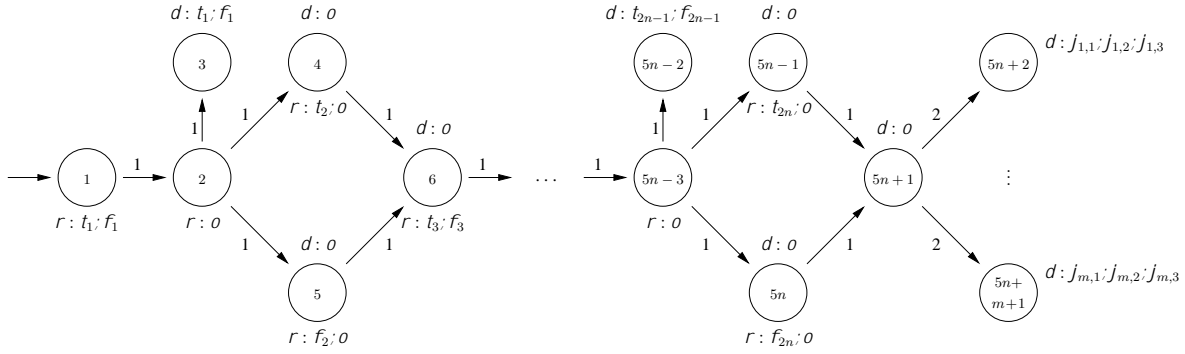 d : t₁; f₁ d : o d : t₂ₙ₋₁; f₂ₙ₋₁ d : o
3 4 5n−2 5n−1 5n+2 d : j₁,₁; j₁,₂; j₁,₃
r : t₂; o r : t₂ₙ; o
1 1 1 1 1 1 2
d : o d : o
1 1 2 6 1 … 1 5n−3 5n+1 ⋮
r : t₁; f₁ r : o r : t₃; f₃ r : o
1 1 1 1 2
d : o d : o
5 5n 5n+ m+1 d : jₘ,₁; jₘ,₂; jₘ,₃
r : f₂; o r : f₂ₙ; o